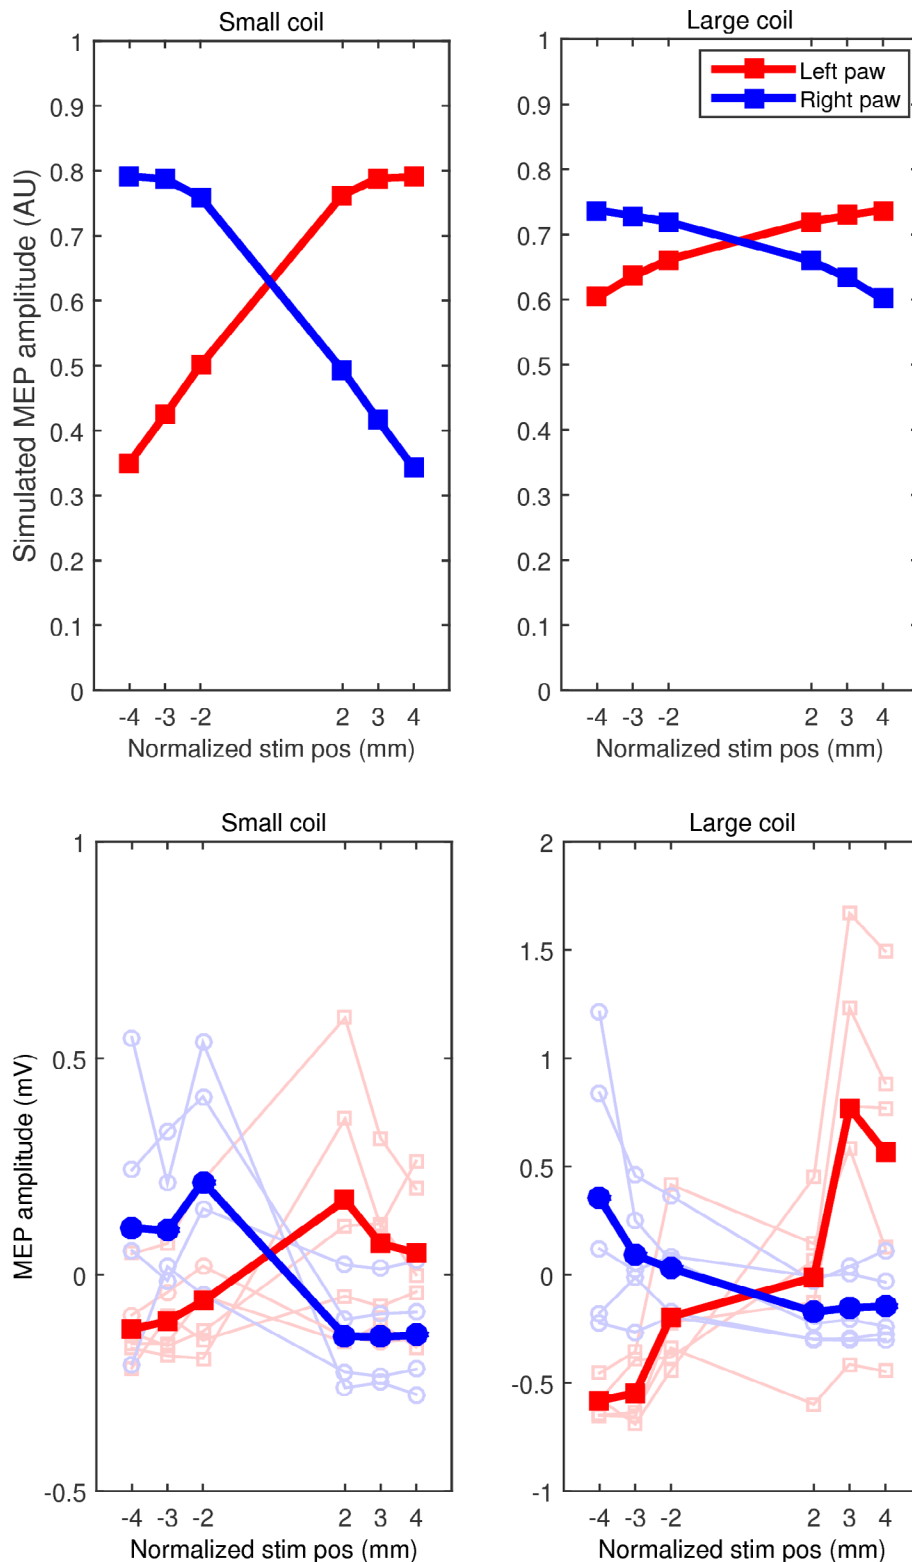 Small coil
Large coil
Left paw
Right paw
1
0.9
0.8
0.7
0.6
0.5
0.4
0.3
0.2
0.1
0
Simulated MEP amplitude (AU)
-4 -3 -2 2 3 4
Normalized stim pos (mm)
1
0.9
0.8
0.7
0.6
0.5
0.4
0.3
0.2
0.1
0
-4 -3 -2 2 3 4
Normalized stim pos (mm)
Small coil
Large coil
1
0.5
0
-0.5
MEP amplitude (mV)
-4 -3 -2 2 3 4
Normalized stim pos (mm)
2
1.5
1
0.5
0
-0.5
-1
-4 -3 -2 2 3 4
Normalized stim pos (mm)